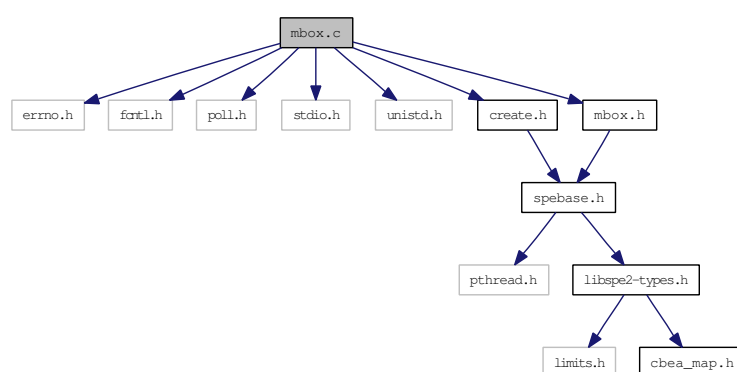 mbox.c
errno.h
fcntl.h
poll.h
stdio.h
unistd.h
create.h
mbox.h
spebase.h
pthread.h
libspe2-types.h
limits.h
cbea_map.h